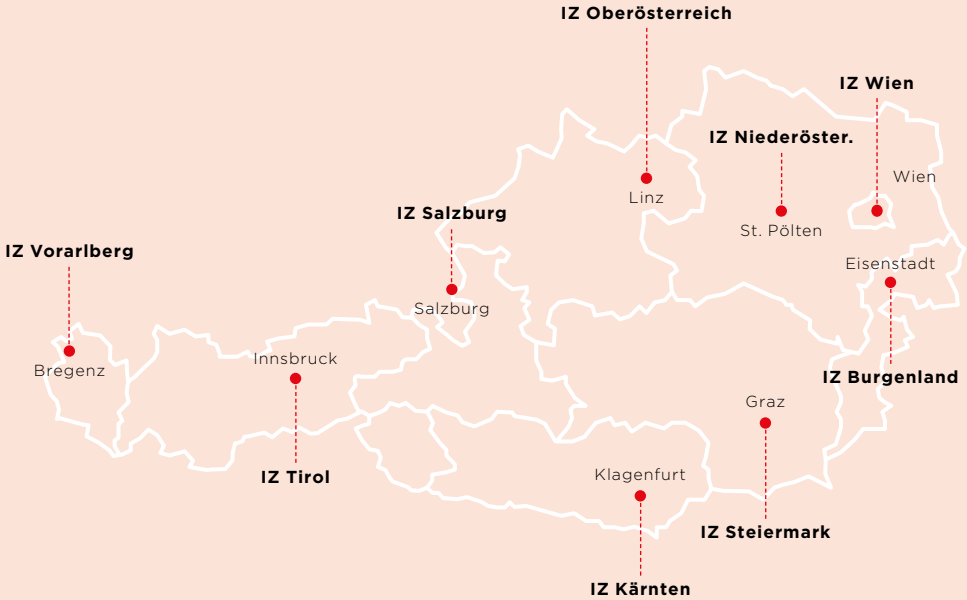 IZ Oberösterreich
IZ Wien
IZ Niederöster.
Wien
Linz
IZ Salzburg
St. Pölten
IZ Vorarlberg
Eisenstadt
Salzburg
Innsbruck
Bregenz
IZ Burgenland
Graz
Klagenfurt
IZ Tirol
IZ Steiermark
IZ Kärnten